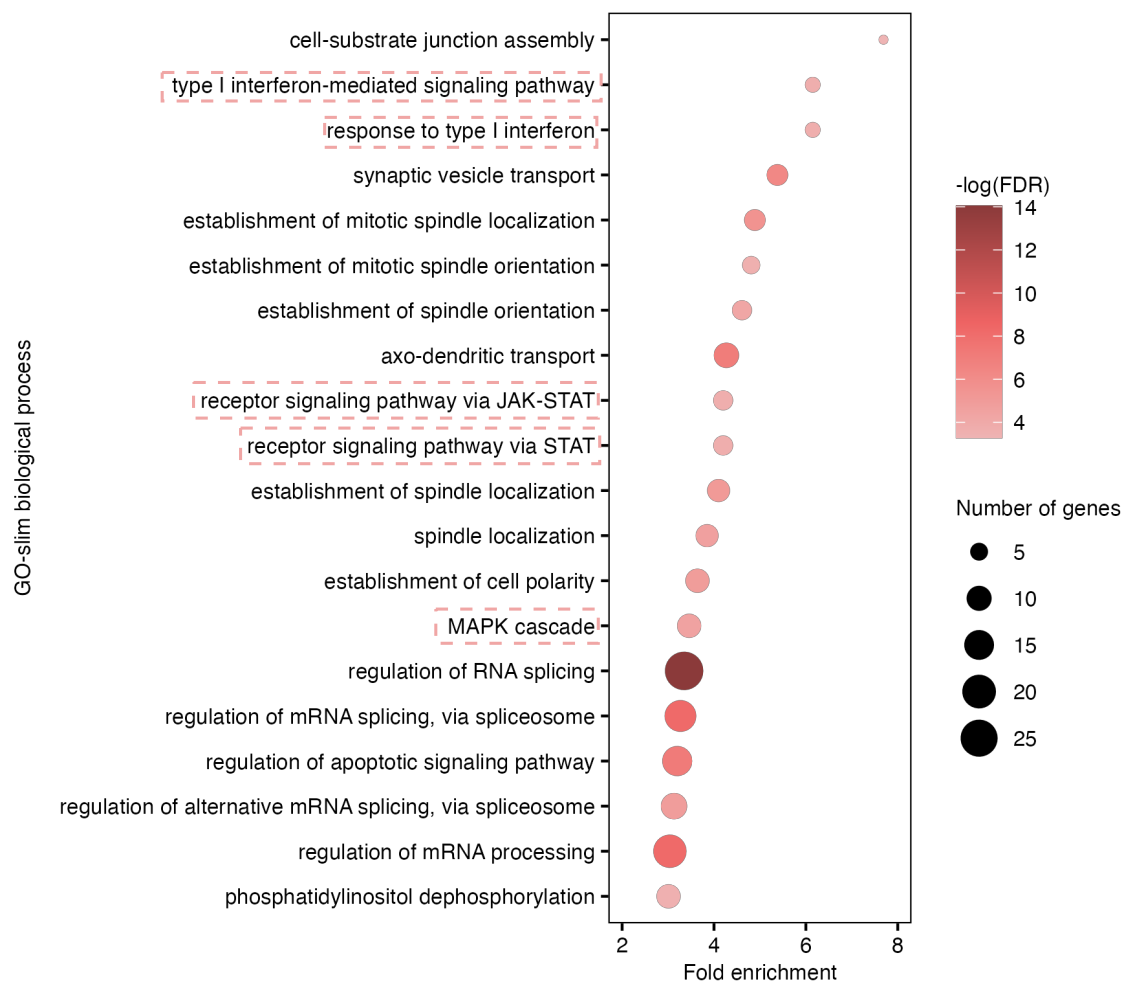 cell-substrate junction assembly
type I interferon-mediated signaling pathway
response to type I interferon
synaptic vesicle transport
establishment of mitotic spindle localization
establishment of mitotic spindle orientation
establishment of spindle orientation
axo-dendritic transport
receptor signaling pathway via JAK-STAT
receptor signaling pathway via STAT
establishment of spindle localization
spindle localization
establishment of cell polarity
MAPK cascade
regulation of RNA splicing
regulation of mRNA splicing, via spliceosome
regulation of apoptotic signaling pathway
regulation of alternative mRNA splicing, via spliceosome
regulation of mRNA processing
phosphatidylinositol dephosphorylation
GO-slim biological process
2 4 6 8
Fold enrichment
-log(FDR)
14
12
10
8
6
4
Number of genes
5
10
15
20
25